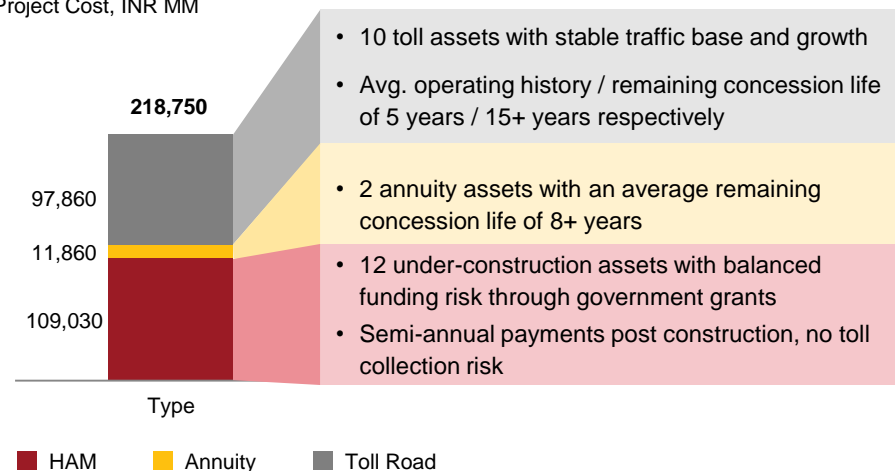 Project Cost, INR MM
218,750
97,860
11,860
109,030
Type
• 10 toll assets with stable traffic base and growth
• Avg. operating history / remaining concession life
of 5 years / 15+ years respectively
• 2 annuity assets with an average remaining
concession life of 8+ years
• 12 under-construction assets with balanced
funding risk through government grants
• Semi-annual payments post construction, no toll
collection risk
HAM Annuity Toll Road